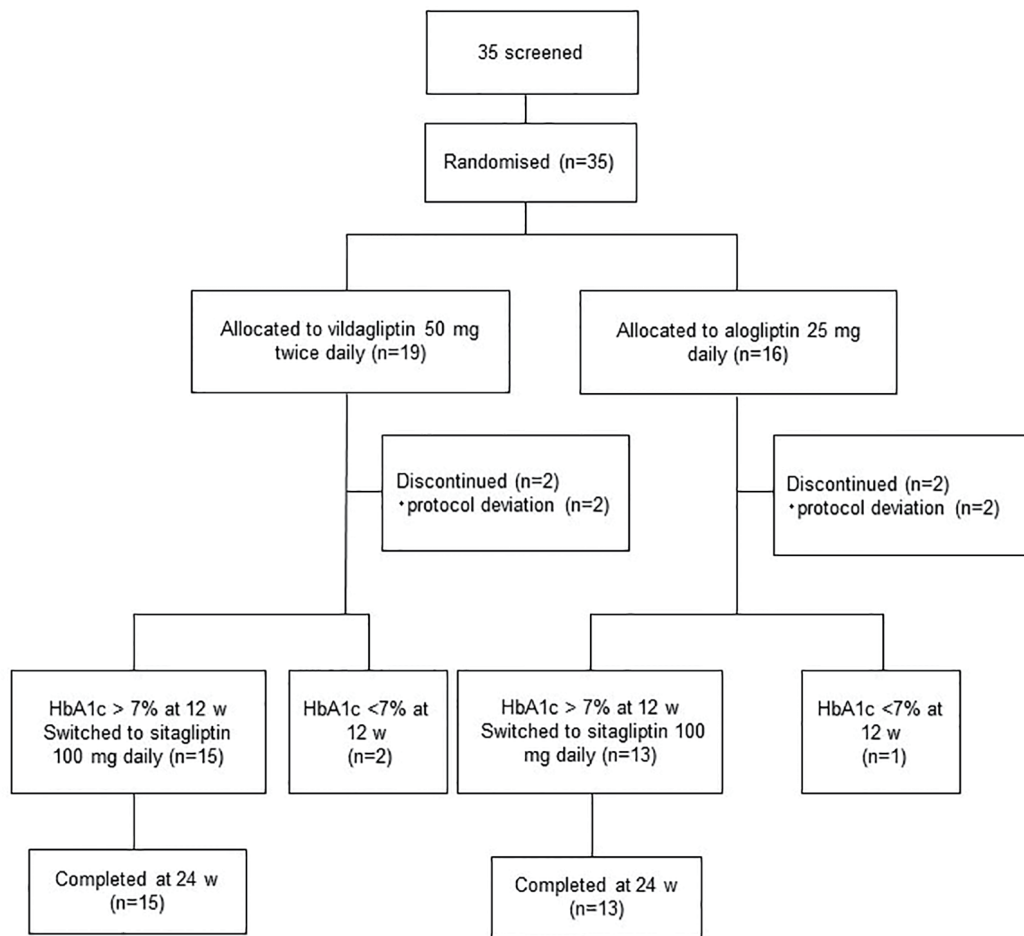 35 screened
Randomised (n=35)
Allocated to vildagliptin 50 mg
twice daily (n=19)
Allocated to alogliptin 25 mg
daily (n=16)
Discontinued (n=2)
・protocol deviation (n=2)
Discontinued (n=2)
・protocol deviation (n=2)
HbA1c > 7% at 12 w
Switched to sitagliptin
100 mg daily (n=15)
HbA1c <7% at
12 w
(n=2)
HbA1c > 7% at 12 w
Switched to sitagliptin 100
mg daily (n=13)
HbA1c <7% at
12 w
(n=1)
Completed at 24 w
(n=15)
Completed at 24 w
(n=13)